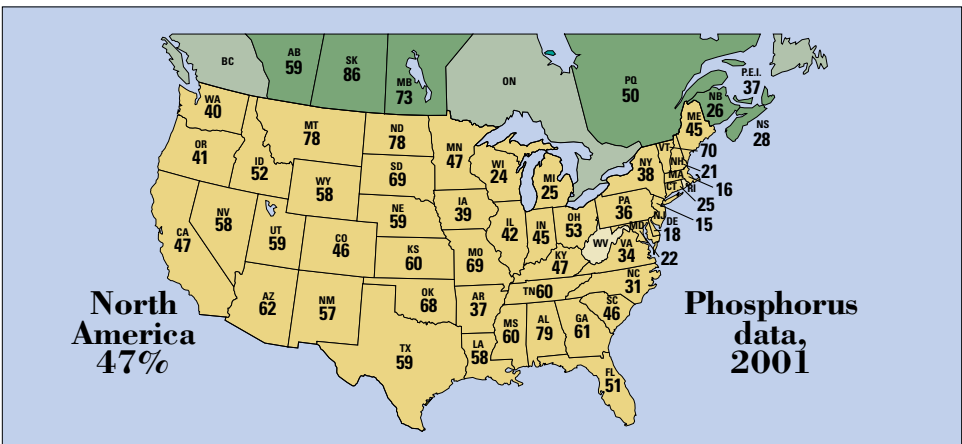 BC
AB
59
SK
86
MB
73
ON
PQ
50
P.E.I.
37
NB
26
NS
28
WA
40
MT
78
ND
78
MN
47
ME
45
OR
41
ID
52
WY
58
SD
69
WI
24
MI
25
NY
38
VT
70
NH
21
MA
16
CT
RI
25
15
NV
58
UT
59
CO
46
NE
59
IA
39
IL
42
IN
45
OH
53
PA
36
NJ
DE
18
MD
22
CA
47
KS
60
MO
69
KY
47
WV
VA
34
AZ
62
NM
57
OK
68
AR
37
TN60
NC
31
SC
46
TX
59
LA
58
MS
60
AL
79
GA
61
FL
51
North
America
47%
Phosphorus
data,
2001